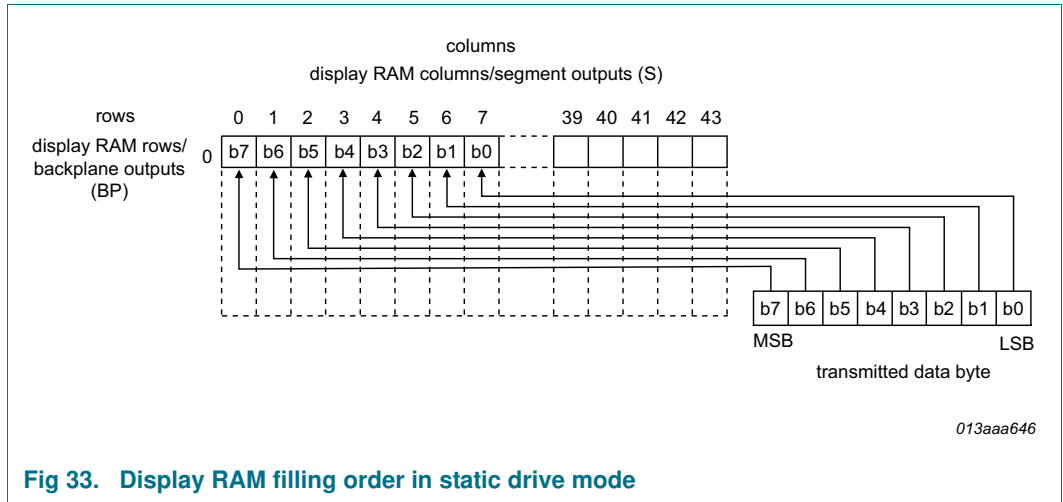 columns
display RAM columns/segment outputs (S)
rows 0 1 2 3 4 5 6 7 39 40 41 42 43
display RAM rows/
backplane outputs
(BP)
0 b7 b6 b5 b4 b3 b2 b1 b0
b7 b6 b5 b4 b3 b2 b1 b0
MSB LSB
transmitted data byte
013aaa646
Fig 33. Display RAM filling order in static drive mode